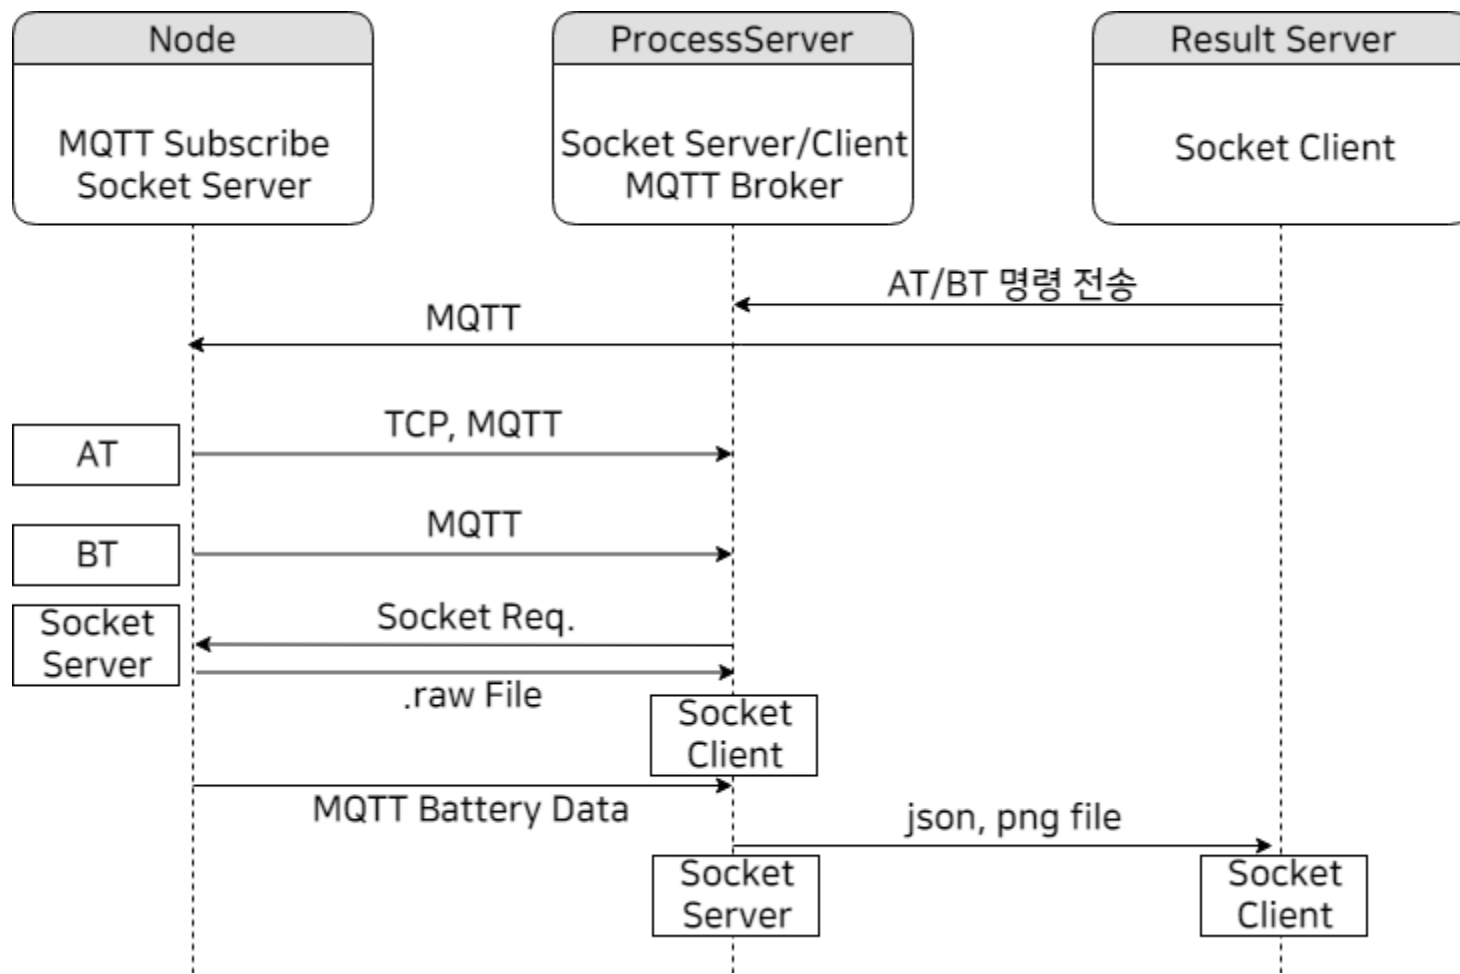 Node
ProcessServer
Result Server
MQTT Subscribe
Socket Server
Socket Server/Client
MQTT Broker
Socket Client
AT/BT 명령 전송
MQTT
TCP, MQTT
AT
MQTT
BT
Socket Req.
Socket
Server
.raw File
Socket
Client
MQTT Battery Data
json, png file
Socket
Server
Socket
Client